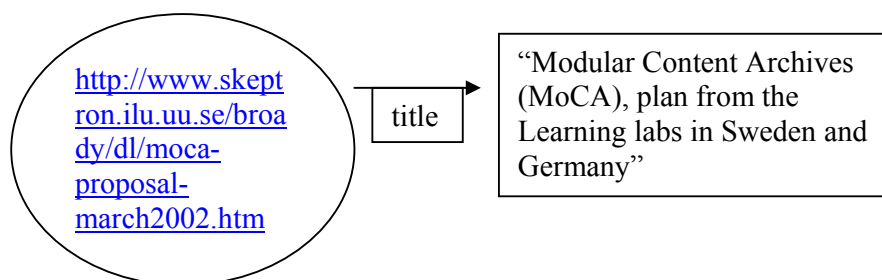 http://www.skept
ron.ilu.uu.se/broa
dy/dl/moca-
proposal-
march2002.htm
title
“Modular Content Archives
(MoCA), plan from the
Learning labs in Sweden and
Germany”